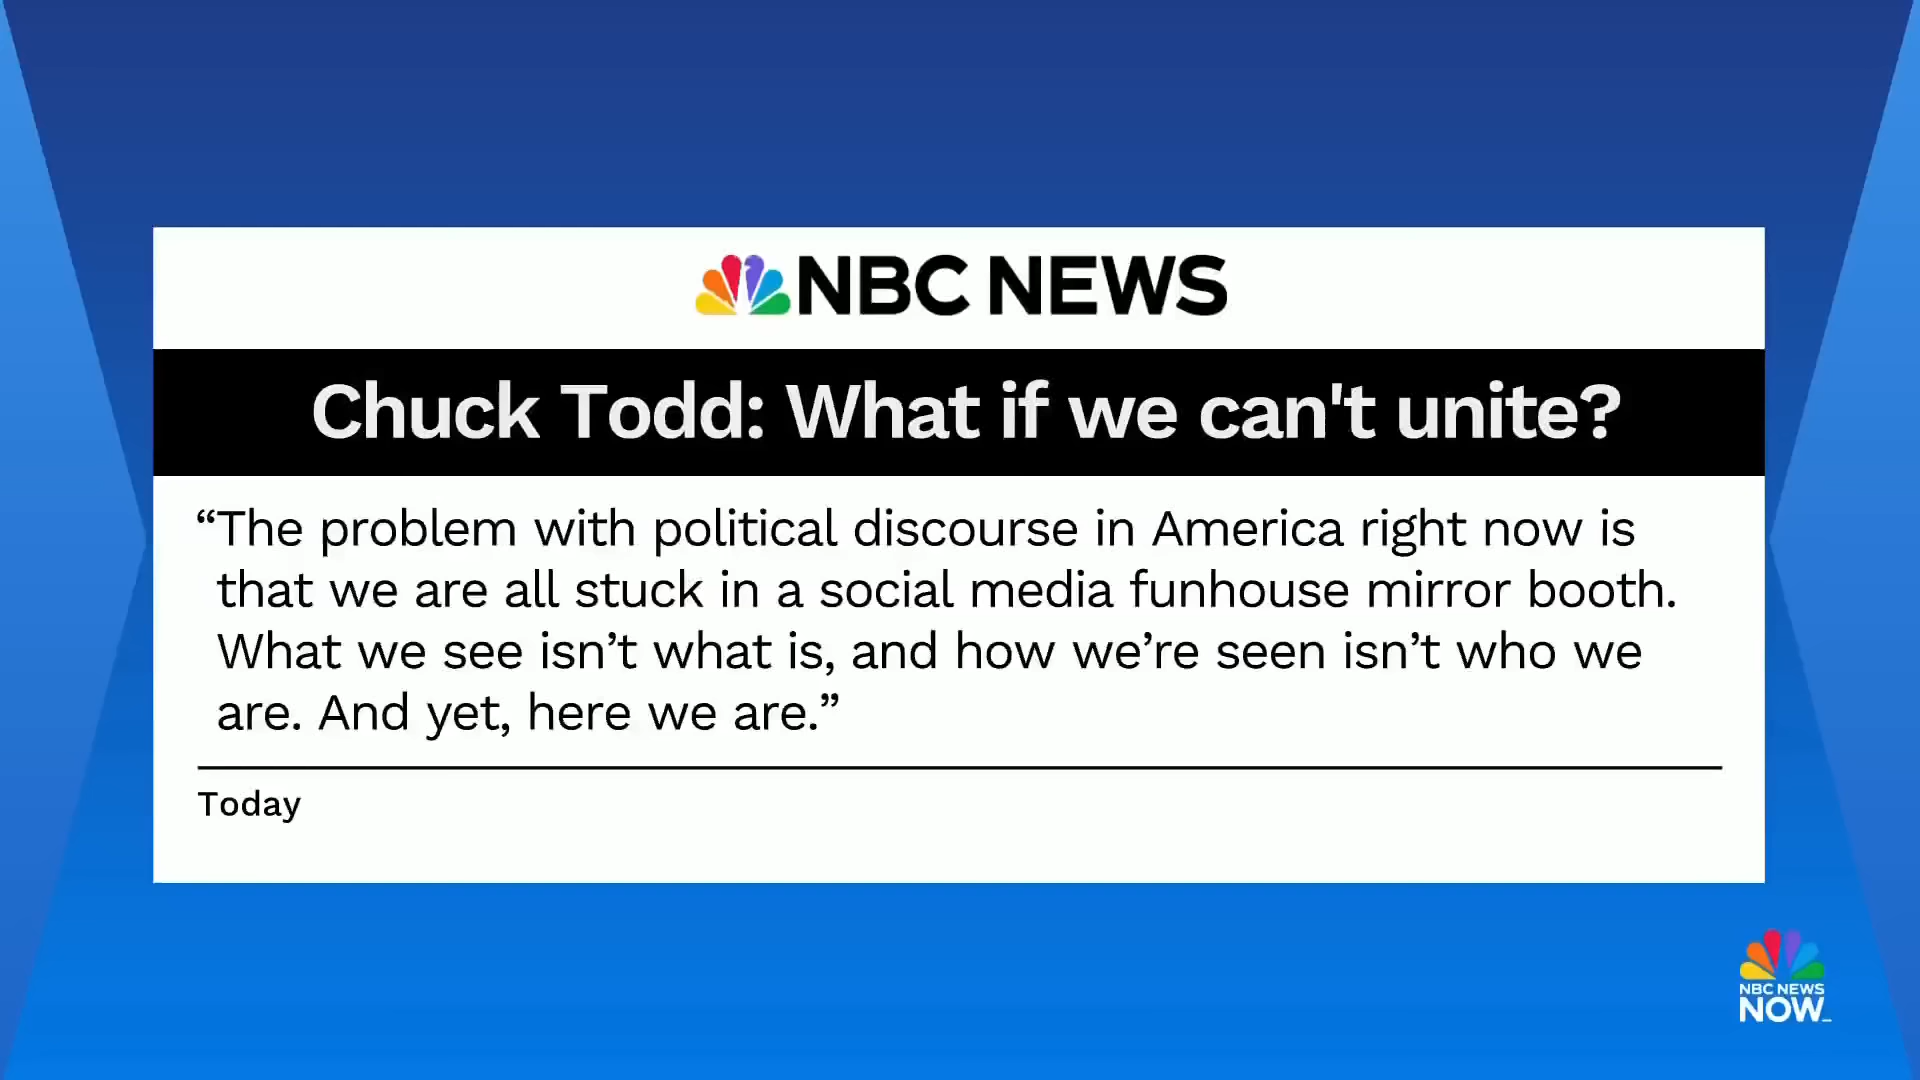 NBC NEWS
Chuck Todd: What if we can't unite?
“The problem with political discourse in America right now is
that we are all stuck in a social media funhouse mirror booth.
What we see isn’t what is, and how we’re seen isn’t who we
are. And yet, here we are.”
Today
NBC NEWS
NOW_